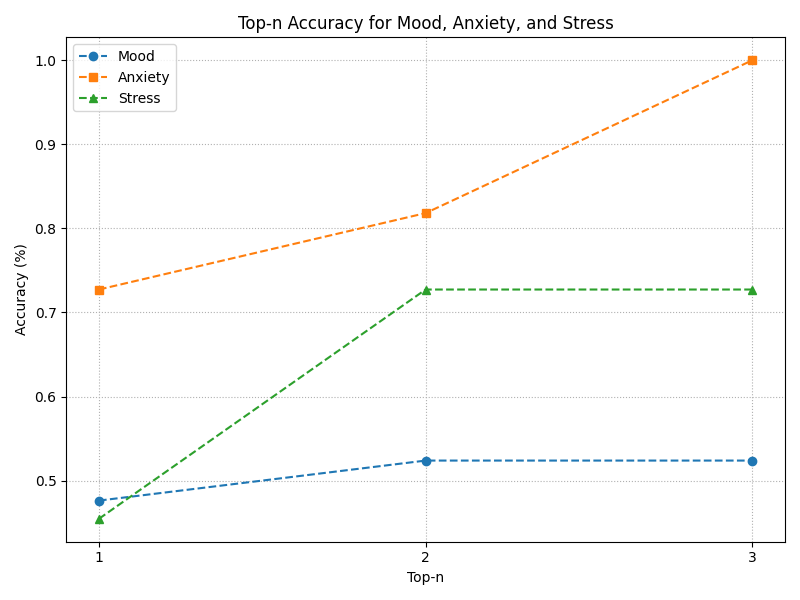 Top-n Accuracy for Mood, Anxiety, and Stress
Mood
Anxiety
Stress
1.0
0.9
0.8
0.7
0.6
0.5
Accuracy (%)
1
2
3
Top-n